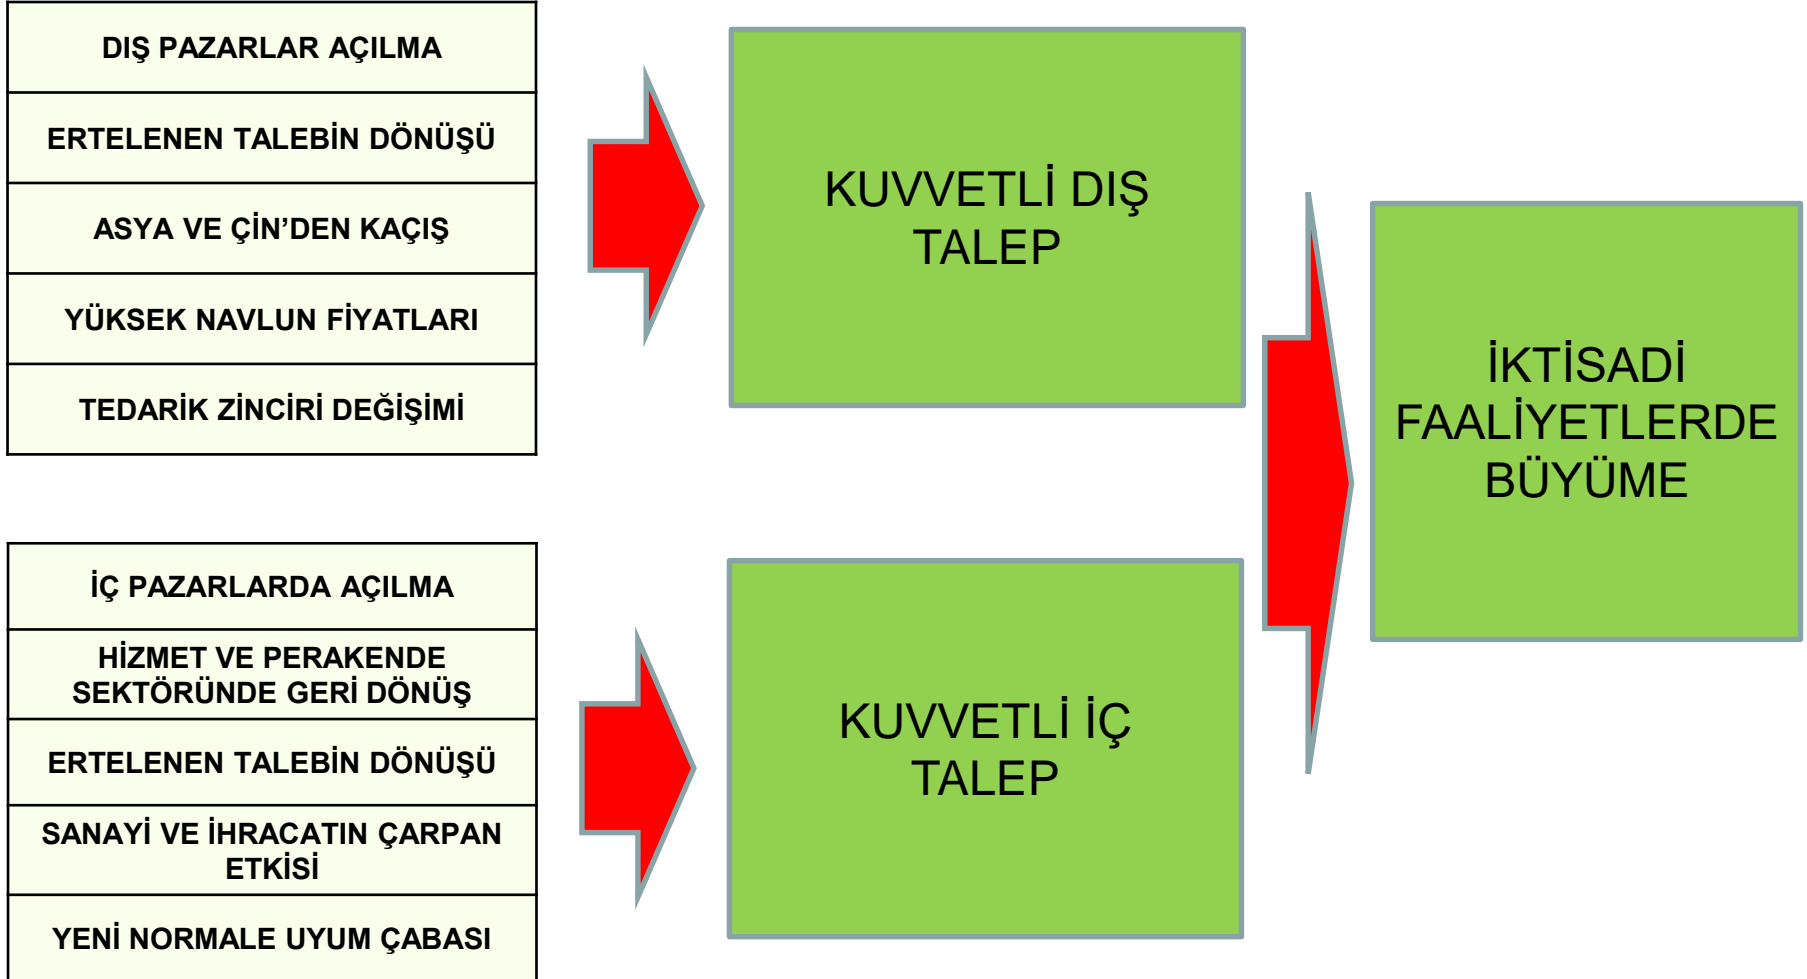 DIŞ PAZARLAR AÇILMA
ERTELENEN TALEBİN DÖNÜŞÜ
ASYA VE ÇİN’DEN KAÇIŞ
YÜKSEK NAVLUN FİYATLARI
TEDARİK ZİNCİRİ DEĞİŞİMİ
KUVVETLİ DIŞ
TALEP
İÇ PAZARLARDA AÇILMA
HİZMET VE PERAKENDE
SEKTÖRÜNDE GERİ DÖNÜŞ
ERTELENEN TALEBİN DÖNÜŞÜ
SANAYİ VE İHRACATIN ÇARPAN
ETKİSİ
YENİ NORMALE UYUM ÇABASI
KUVVETLİ İÇ
TALEP
İKTİSADİ
FAALİYETLERDE
BÜYÜME